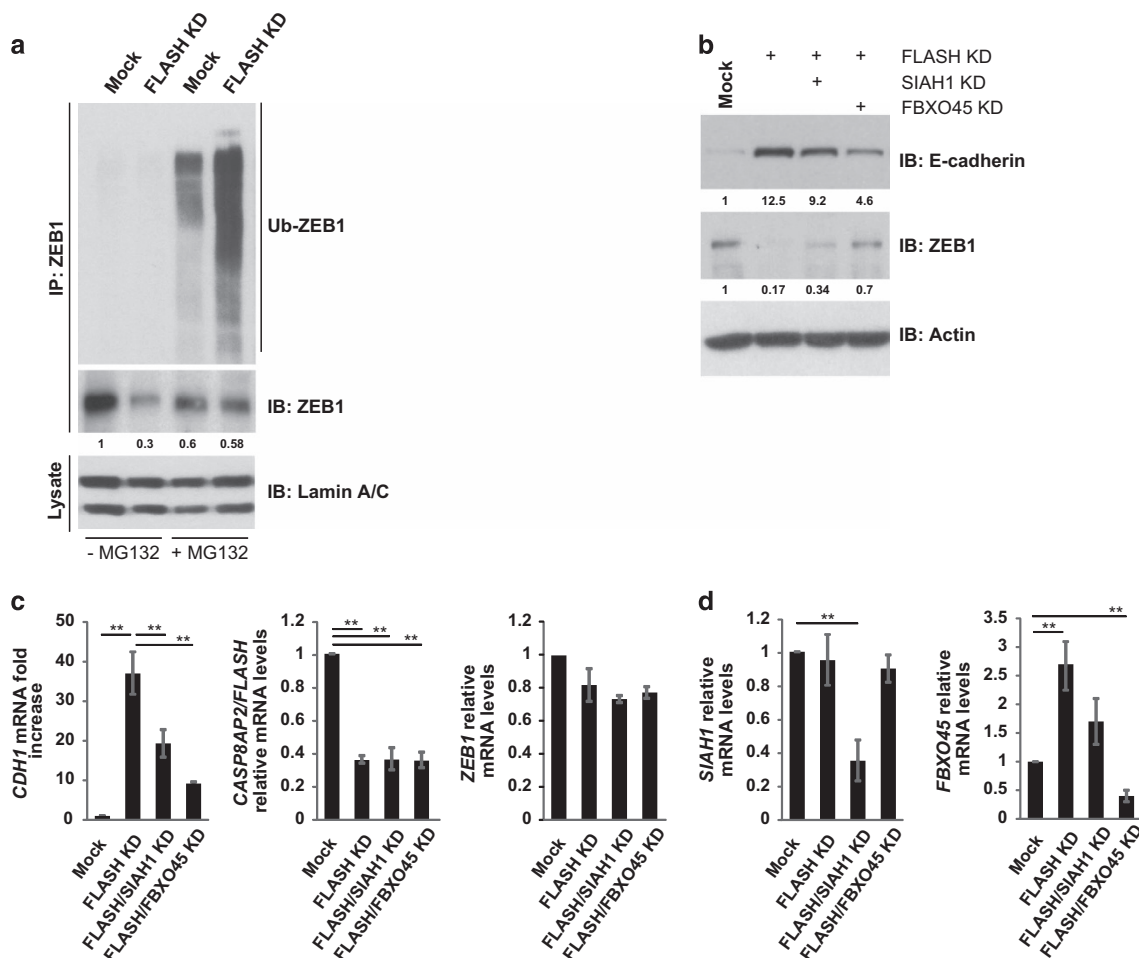 a
Mock
FLASH KD
Mock
FLASH KD
IP: ZEB1
Ub-ZEB1
IB: ZEB1
1 0.3 0.6 0.58
Lysate
IB: Lamin A/C
- MG132 + MG132
b
Mock
+ + + FLASH KD
+ SIAH1 KD
+ FBXO45 KD
IB: E-cadherin
1 12.5 9.2 4.6
IB: ZEB1
1 0.17 0.34 0.7
IB: Actin
c
CDH1 mRNA fold
increase
50
40
30
20
10
0
**
**
**
Mock
FLASH KD
FLASH/SIAH1 KD
FLASH/FBXO45 KD
CASP8AP2/FLASH
relative mRNA levels
1.2
1
0.8
0.6
0.4
0.2
0
**
**
**
Mock
FLASH KD
FLASH/SIAH1 KD
FLASH/FBXO45 KD
ZEB1 relative
mRNA levels
1.2
1
0.8
0.6
0.4
0.2
0
Mock
FLASH KD
FLASH/SIAH1 KD
FLASH/FBXO45 KD
d
SIAH1 relative
mRNA levels
1.2
1
0.8
0.6
0.4
0.2
0
**
Mock
FLASH KD
FLASH/SIAH1 KD
FLASH/FBXO45 KD
FBXO45 relative
mRNA levels
3.5
3
2.5
2
1.5
1
0.5
0
**
**
Mock
FLASH KD
FLASH/SIAH1 KD
FLASH/FBXO45 KD